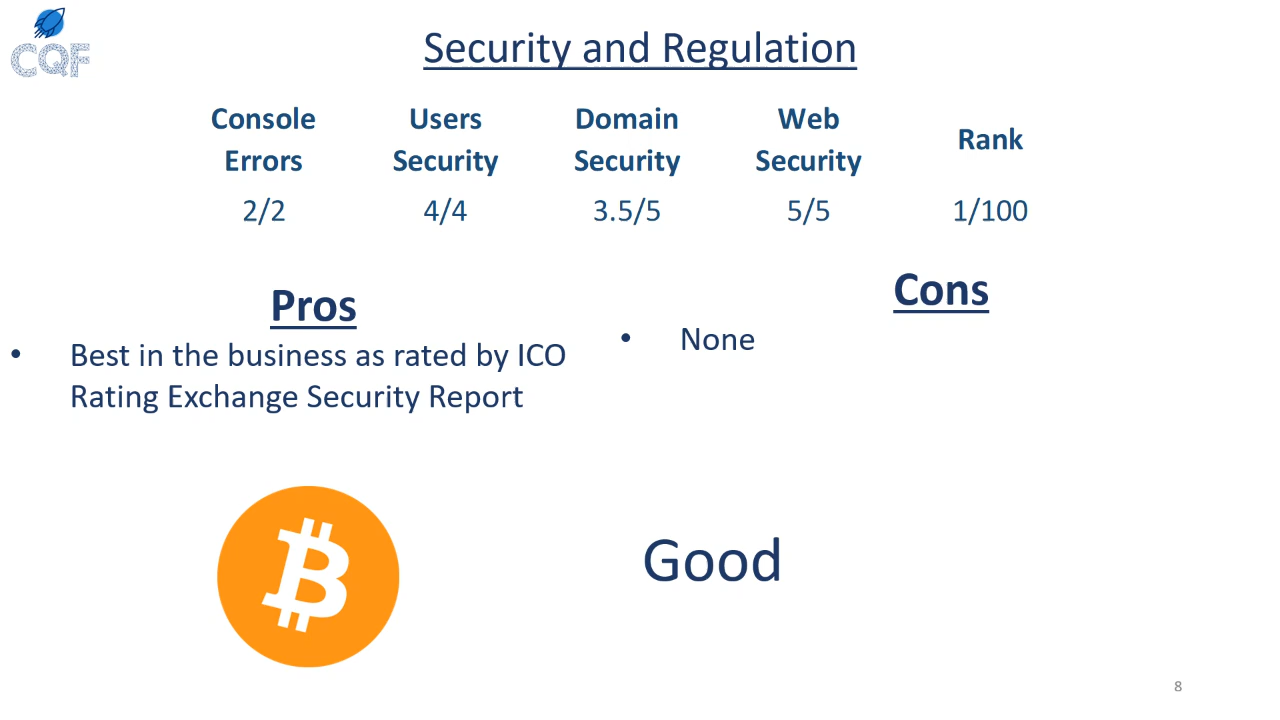 CQF
Security and Regulation
Console Errors
Users Security
Domain Security
Web Security
Rank
2/2
4/4
3.5/5
5/5
1/100
Pros
• Best in the business as rated by ICO
Rating Exchange Security Report
Cons
• None
Good
8